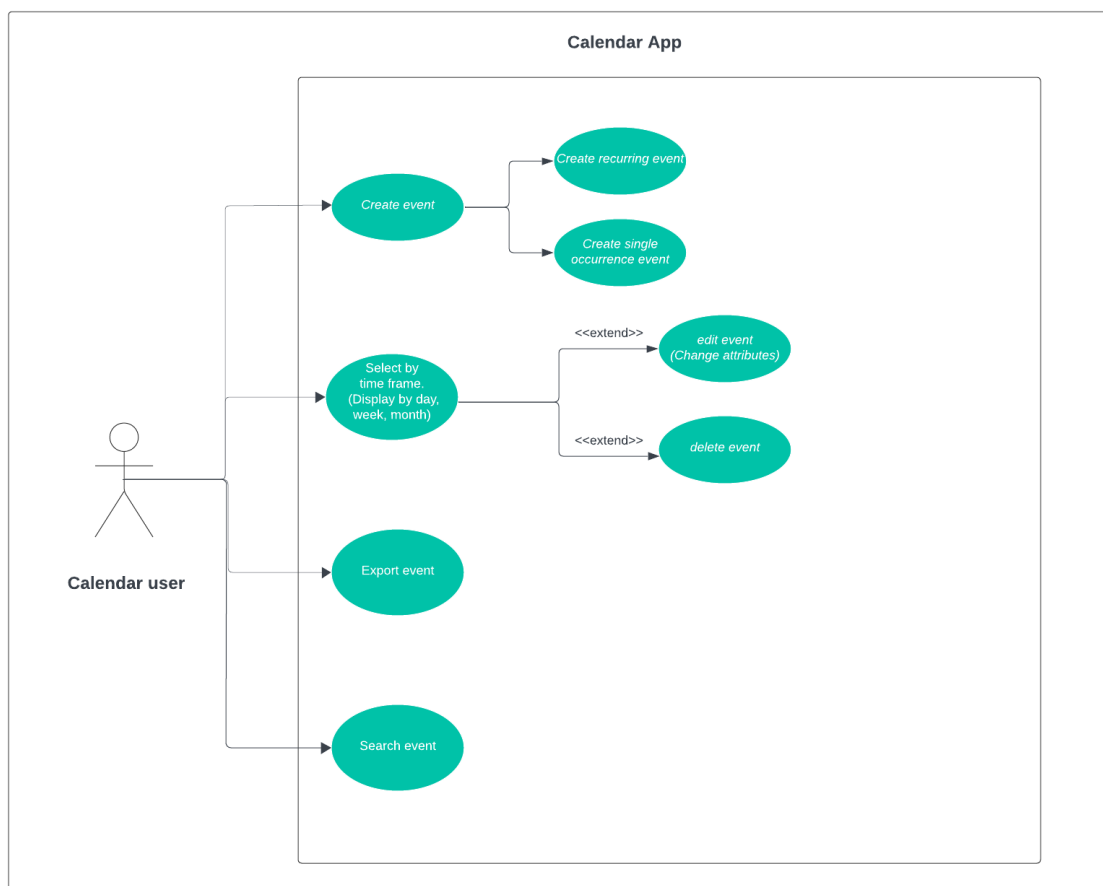 Calendar App
Create recurring event
Create event
Create single
occurrence event
<<extend>>
edit event
(Change attributes)
Select by
time frame.
(Display by day,
week, month)
<<extend>>
delete event
Export event
Calendar user
Search event